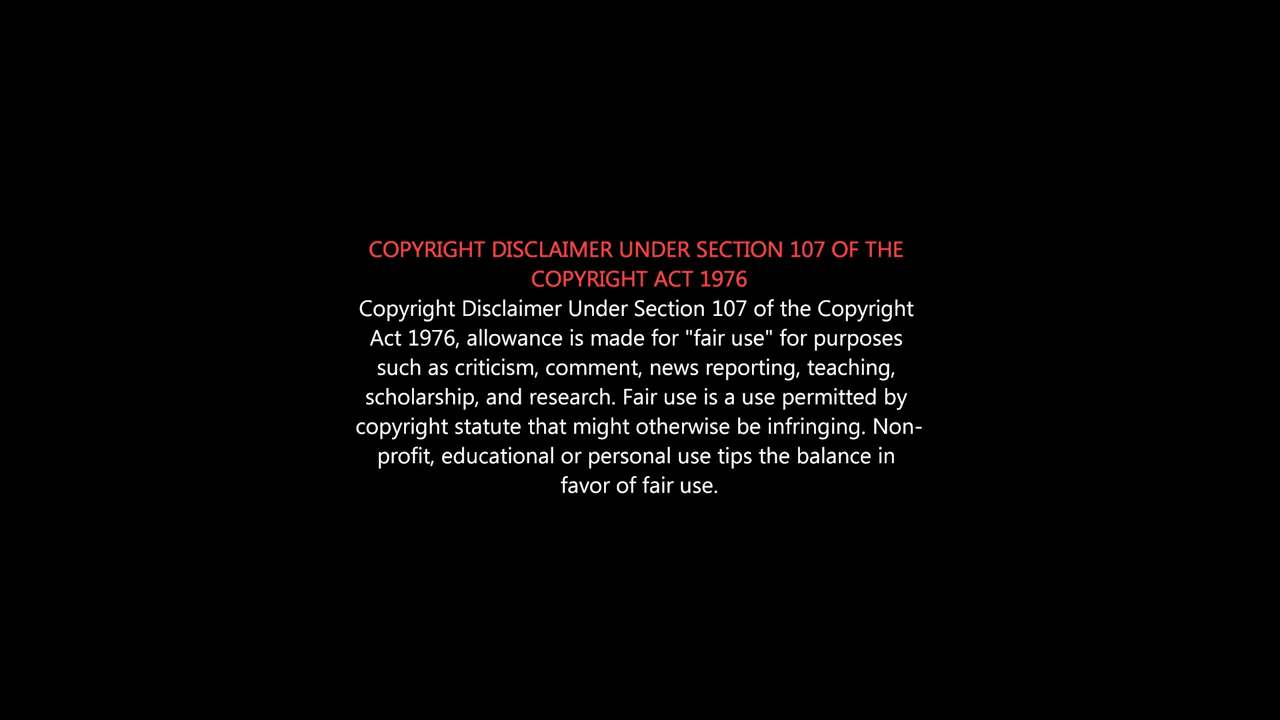 COPYRIGHT DISCLAIMER UNDER SECTION 107 OF THE
COPYRIGHT ACT 1976
Copyright Disclaimer Under Section 107 of the Copyright
Act 1976, allowance is made for "fair use" for purposes
such as criticism, comment, news reporting, teaching,
scholarship, and research. Fair use is a use permitted by
copyright statute that might otherwise be infringing. Non-
profit, educational or personal use tips the balance in
favor of fair use.